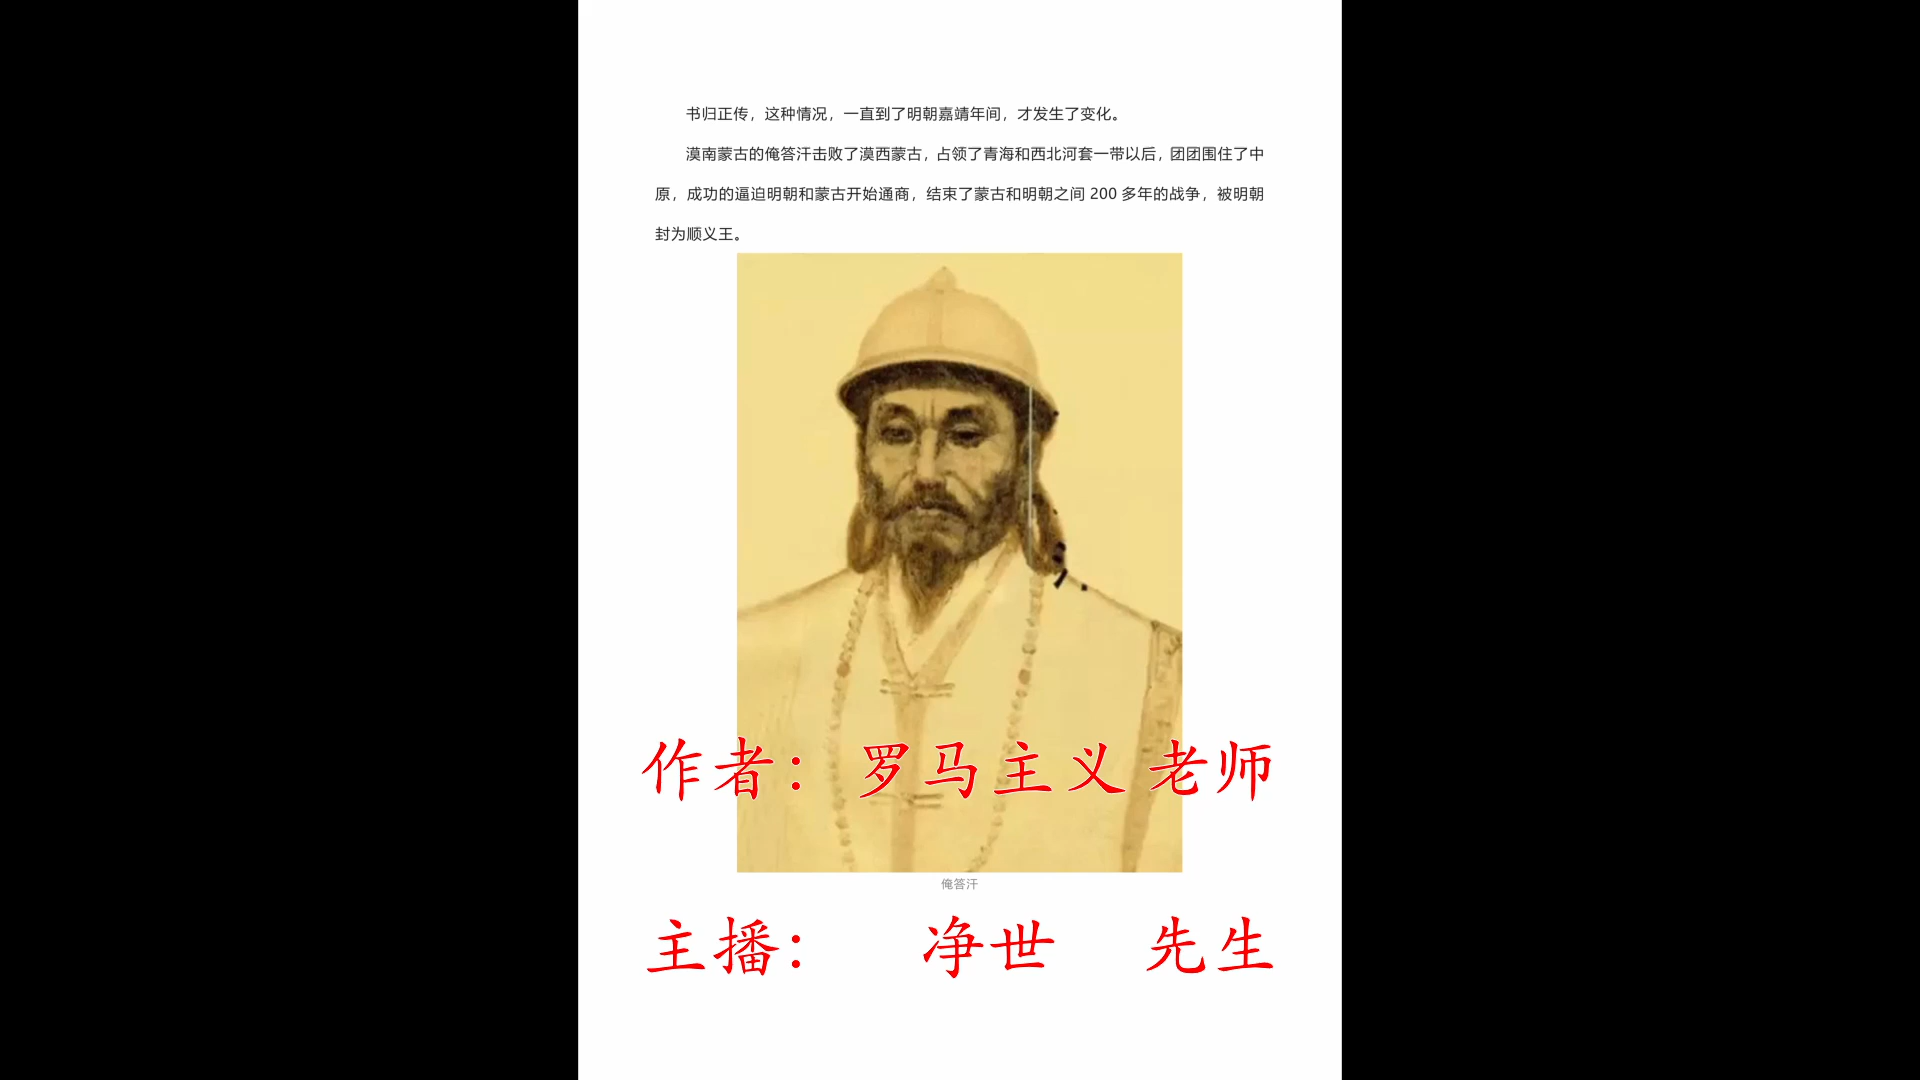 书归正传，这种情况，一直到了明朝嘉靖年间，才发生了变化。
漠南蒙古的俺答汗击败了漠西蒙古，占领了青海和西北河套一带以后，团团围住了中
原，成功的逼迫明朝和蒙古开始通商，结束了蒙古和明朝之间 200 多年的战争，被明朝
封为顺义王。
作者：罗马主义 老师
俺答汗
主播： 净世 先生